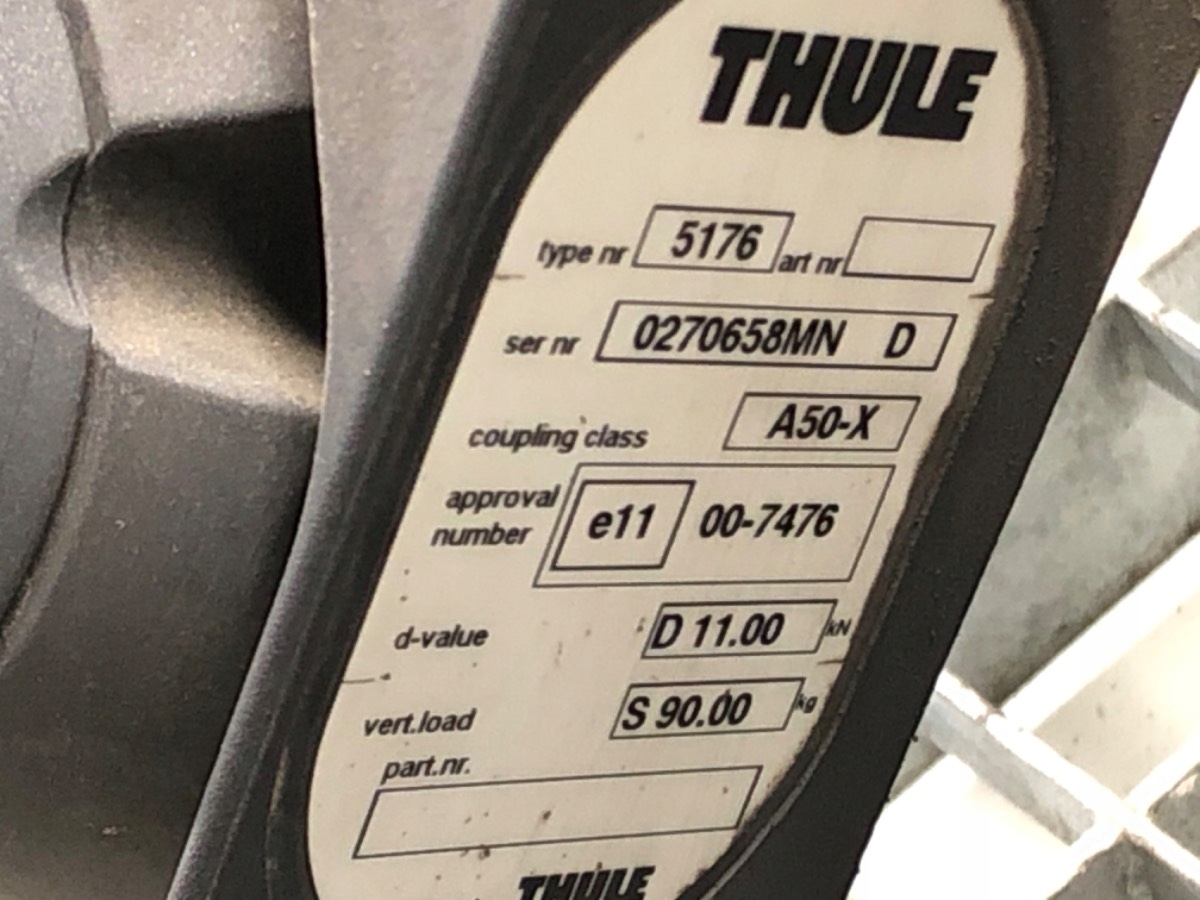 THULE
type nr 5176 art nr
ser nr 0270658MN D
coupling class A50-X
approval number e11 00-7476
d-value D 11.00 kN
vert.load S 90.00 kg
part.nr.
THULE